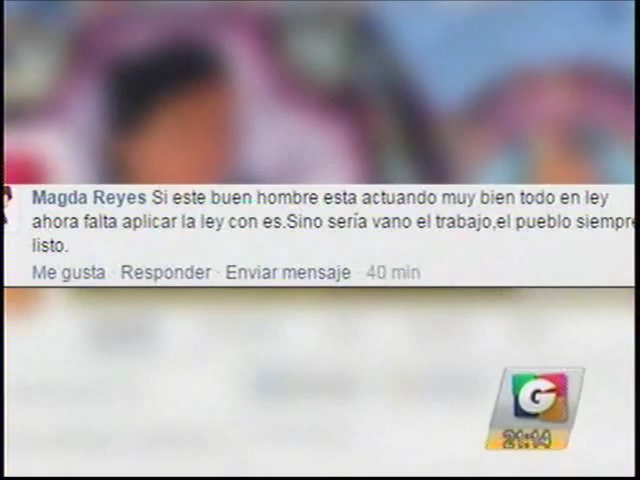 Magda Reyes Si este buen hombre esta actuando muy bien todo en ley
ahora falta aplicar la ley con es.Sino sería vano el trabajo,el pueblo siempre
listo.
Me gusta · Responder · Enviar mensaje · 40 min
G
21:14